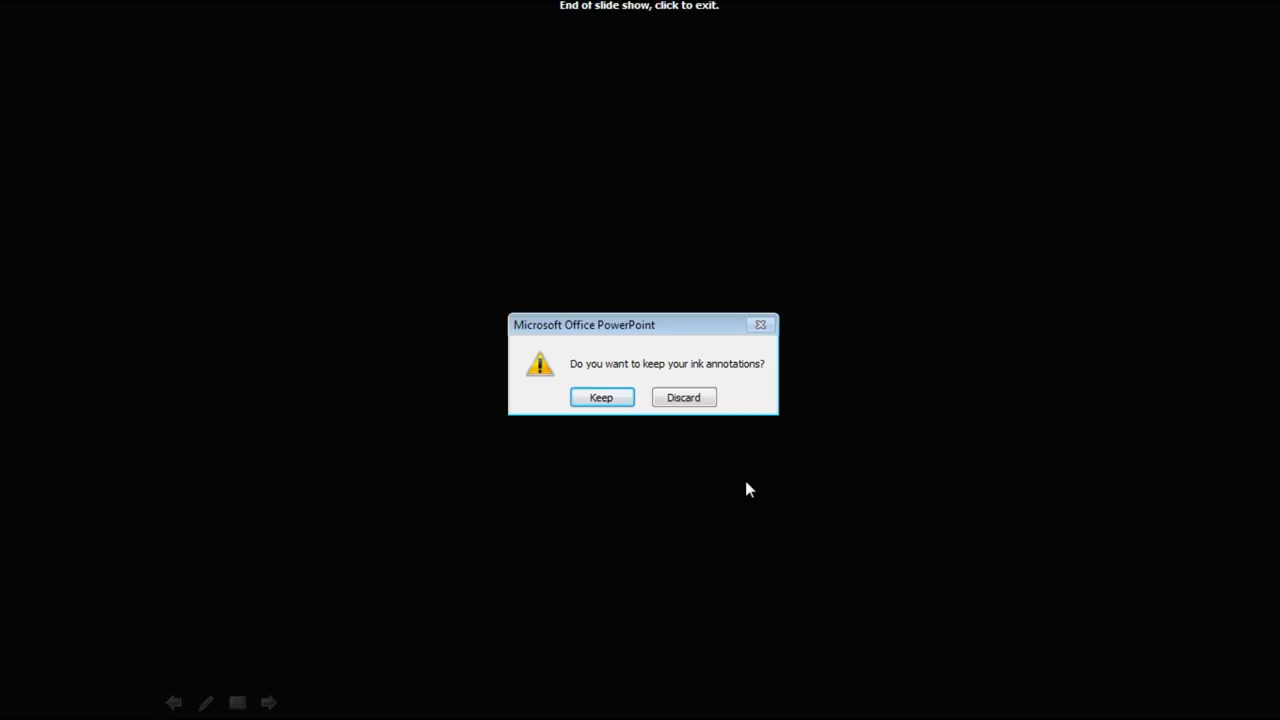 End of slide show, click to exit.
Microsoft Office PowerPoint
Do you want to keep your ink annotations?
Keep
Discard